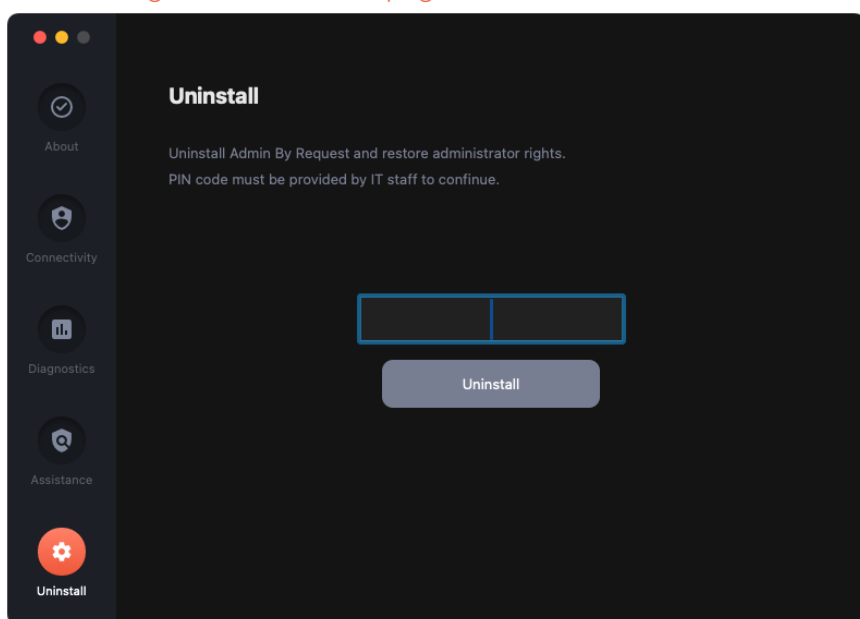 Uninstall
Uninstall Admin By Request and restore administrator rights.
PIN code must be provided by IT staff to continue.
Uninstall
About
Connectivity
Diagnostics
Assistance
Uninstall